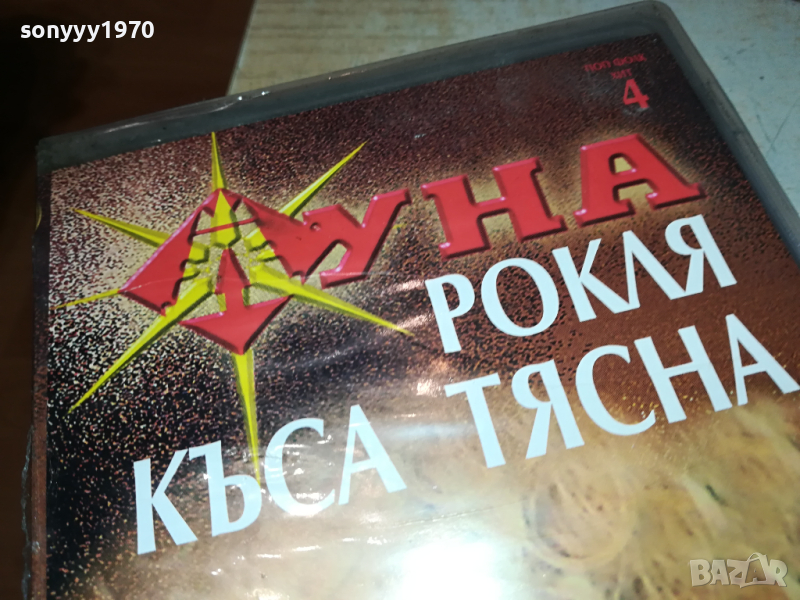 sonyyy1970
ПОП ФОЛК
ХИТ
4
ЛУНА
РОКЛЯ
КЪСА ТЯСНА
BAZAR